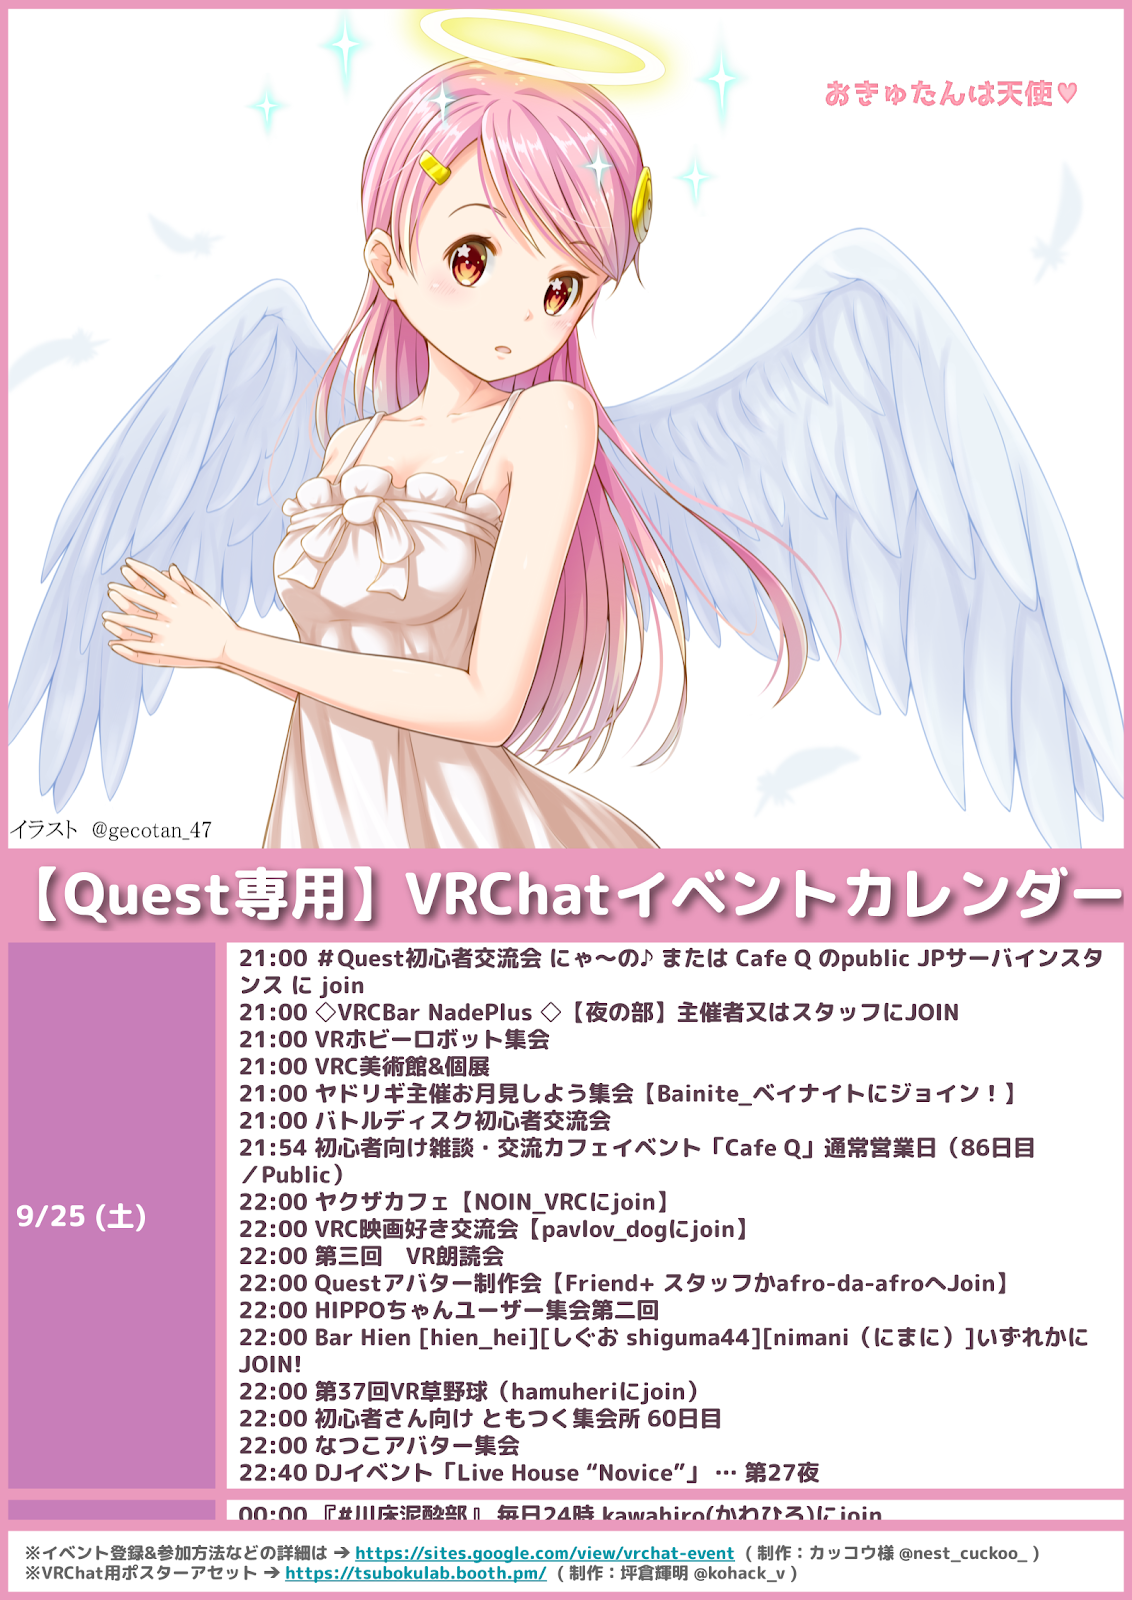 おきゅたんは天使♥
イラスト　@gecotan_47
【Quest専用】VRChatイベントカレンダー
9/25 (土)
21:00 ＃Quest初心者交流会 にゃ～の♪ または Cafe Q のpublic JPサーバインスタ
ンス に join
21:00 ◇VRCBar NadePlus ◇【夜の部】主催者又はスタッフにJOIN
21:00 VRホビーロボット集会
21:00 VRC美術館&個展
21:00 ヤドリギ主催お月見しよう集会【Bainite_ベイナイトにジョイン！】
21:00 バトルディスク初心者交流会
21:54 初心者向け雑談・交流カフェイベント「Cafe Q」通常営業日（86日目
／Public）
22:00 ヤクザカフェ【NOIN_VRCにjoin】
22:00 VRC映画好き交流会【pavlov_dogにjoin】
22:00 第三回　VR朗読会
22:00 Questアバター制作会【Friend+ スタッフかafro-da-afroへJoin】
22:00 HIPPOちゃんユーザー集会第二回
22:00 Bar Hien [hien_hei][しぐお shiguma44][nimani（にまに）]いずれかに
JOIN!
22:00 第37回VR草野球（hamuheriにjoin）
22:00 初心者さん向け ともつく集会所 60日目
22:00 なつこアバター集会
22:40 DJイベント「Live House “Novice”」 … 第27夜
00:00 『#川床泥酔部』 毎日24時 kawahiro(かわひろ)にjoin
※イベント登録&参加方法などの詳細は ➔ https://sites.google.com/view/vrchat-event ( 制作：カッコウ様 @nest_cuckoo_ )
※VRChat用ポスターアセット ➔ https://tsubokulab.booth.pm/ ( 制作：坪倉輝明 @kohack_v )